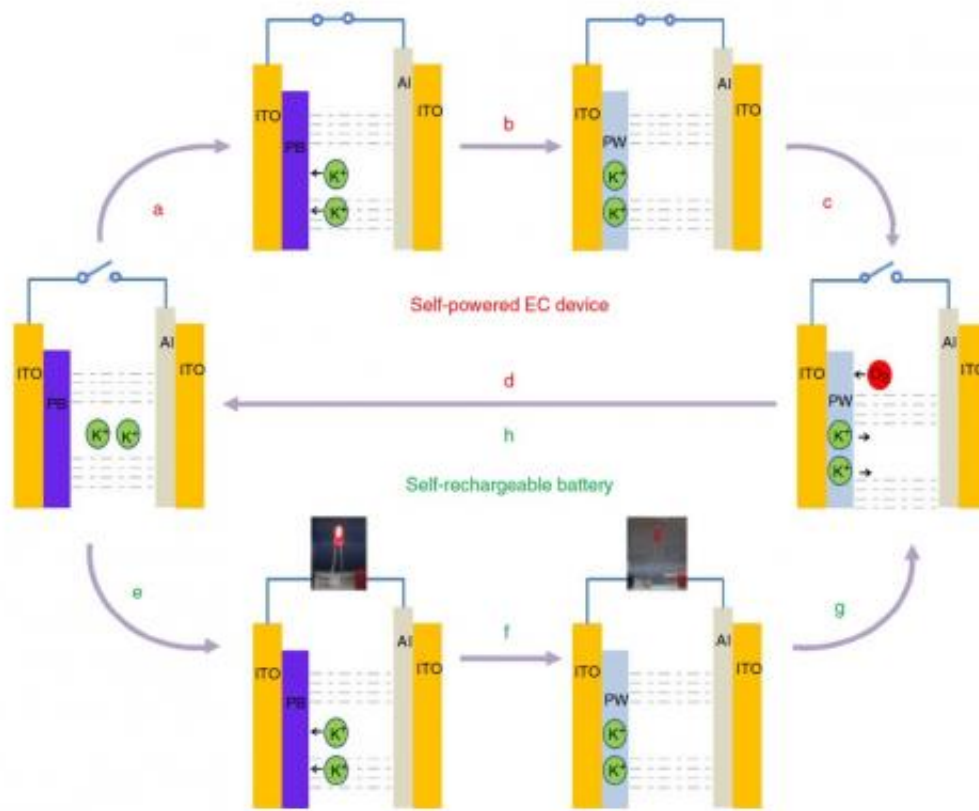 ITO PB K⁺ K⁺ Al ITO
b
ITO PW K⁺ K⁺ Al ITO
a
c
Self-powered EC device
ITO PB K⁺ K⁺ Al ITO
d
h
ITO PW K⁺ K⁺ Al ITO
Self-rechargeable battery
e
g
ITO PB K⁺ K⁺ Al ITO
f
ITO PW K⁺ K⁺ Al ITO